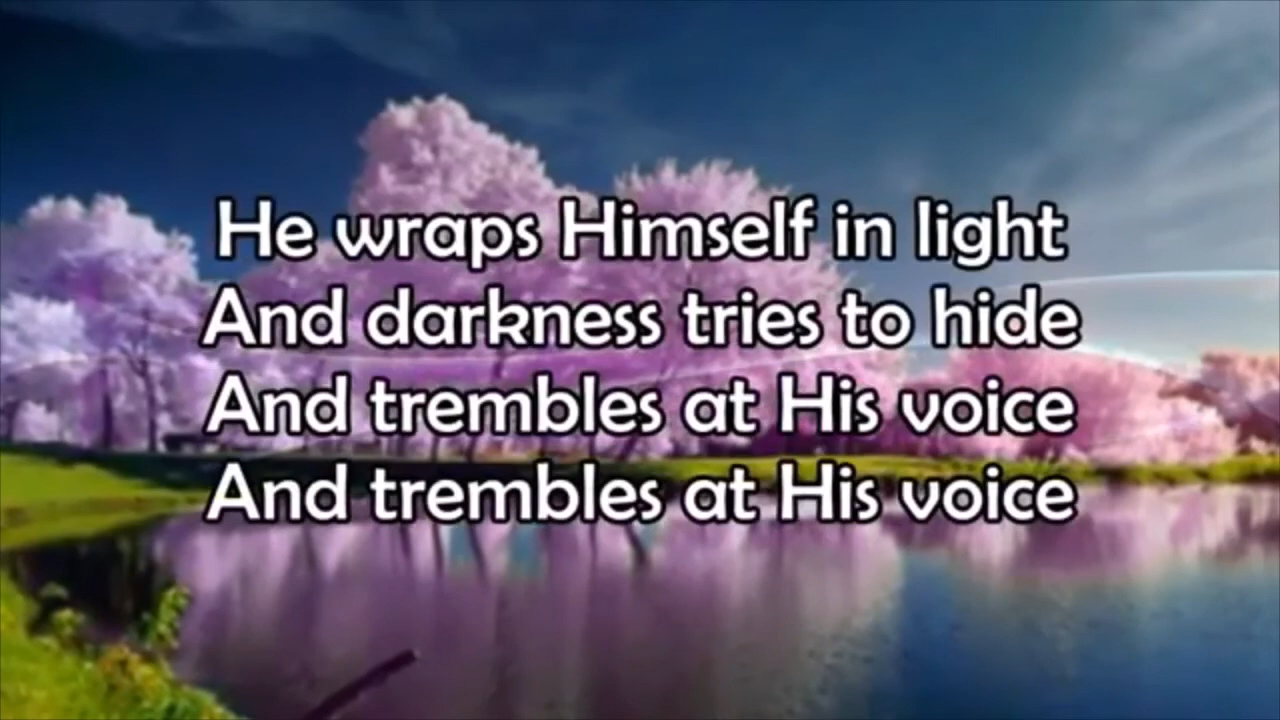 He wraps Himself in light
And darkness tries to hide
And trembles at His voice
And trembles at His voice